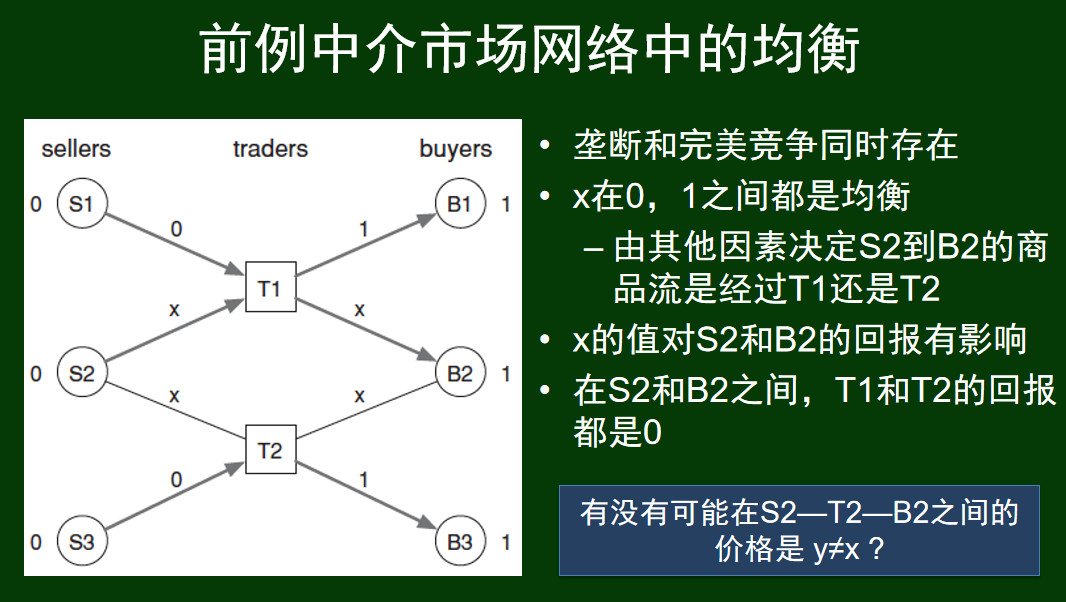 前例中介市场网络中的均衡
sellers traders buyers
0 S1 0 1 B1 1
T1
x x
0 S2 B2 1
x x
T2
0 1
0 S3 B3 1
• 垄断和完美竞争同时存在
• x在0，1之间都是均衡
– 由其他因素决定S2到B2的商
品流是经过T1还是T2
• x的值对S2和B2的回报有影响
• 在S2和B2之间，T1和T2的回报
都是0
有没有可能在S2—T2—B2之间的
价格是 y≠x ?